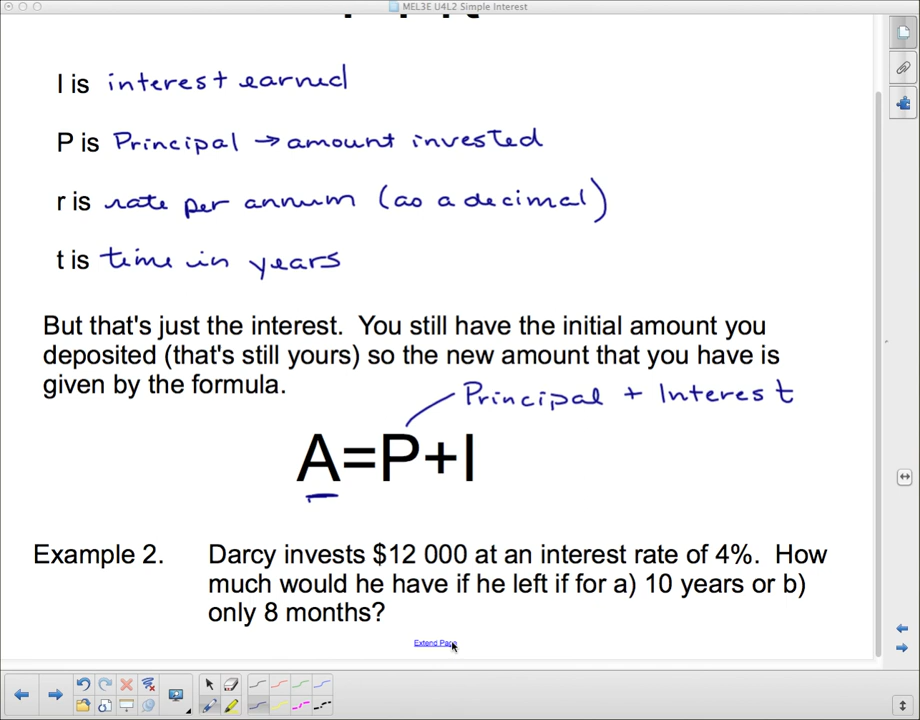 MEL3E U4L2 Simple Interest
I is interest earned
P is Principal → amount invested
r is rate per annum (as a decimal)
t is time in years
But that's just the interest. You still have the initial amount you
deposited (that's still yours) so the new amount that you have is
given by the formula.
Principal + Interest
A=P+I
Example 2. Darcy invests $12 000 at an interest rate of 4%. How
much would he have if he left if for a) 10 years or b)
only 8 months?
Extend Page